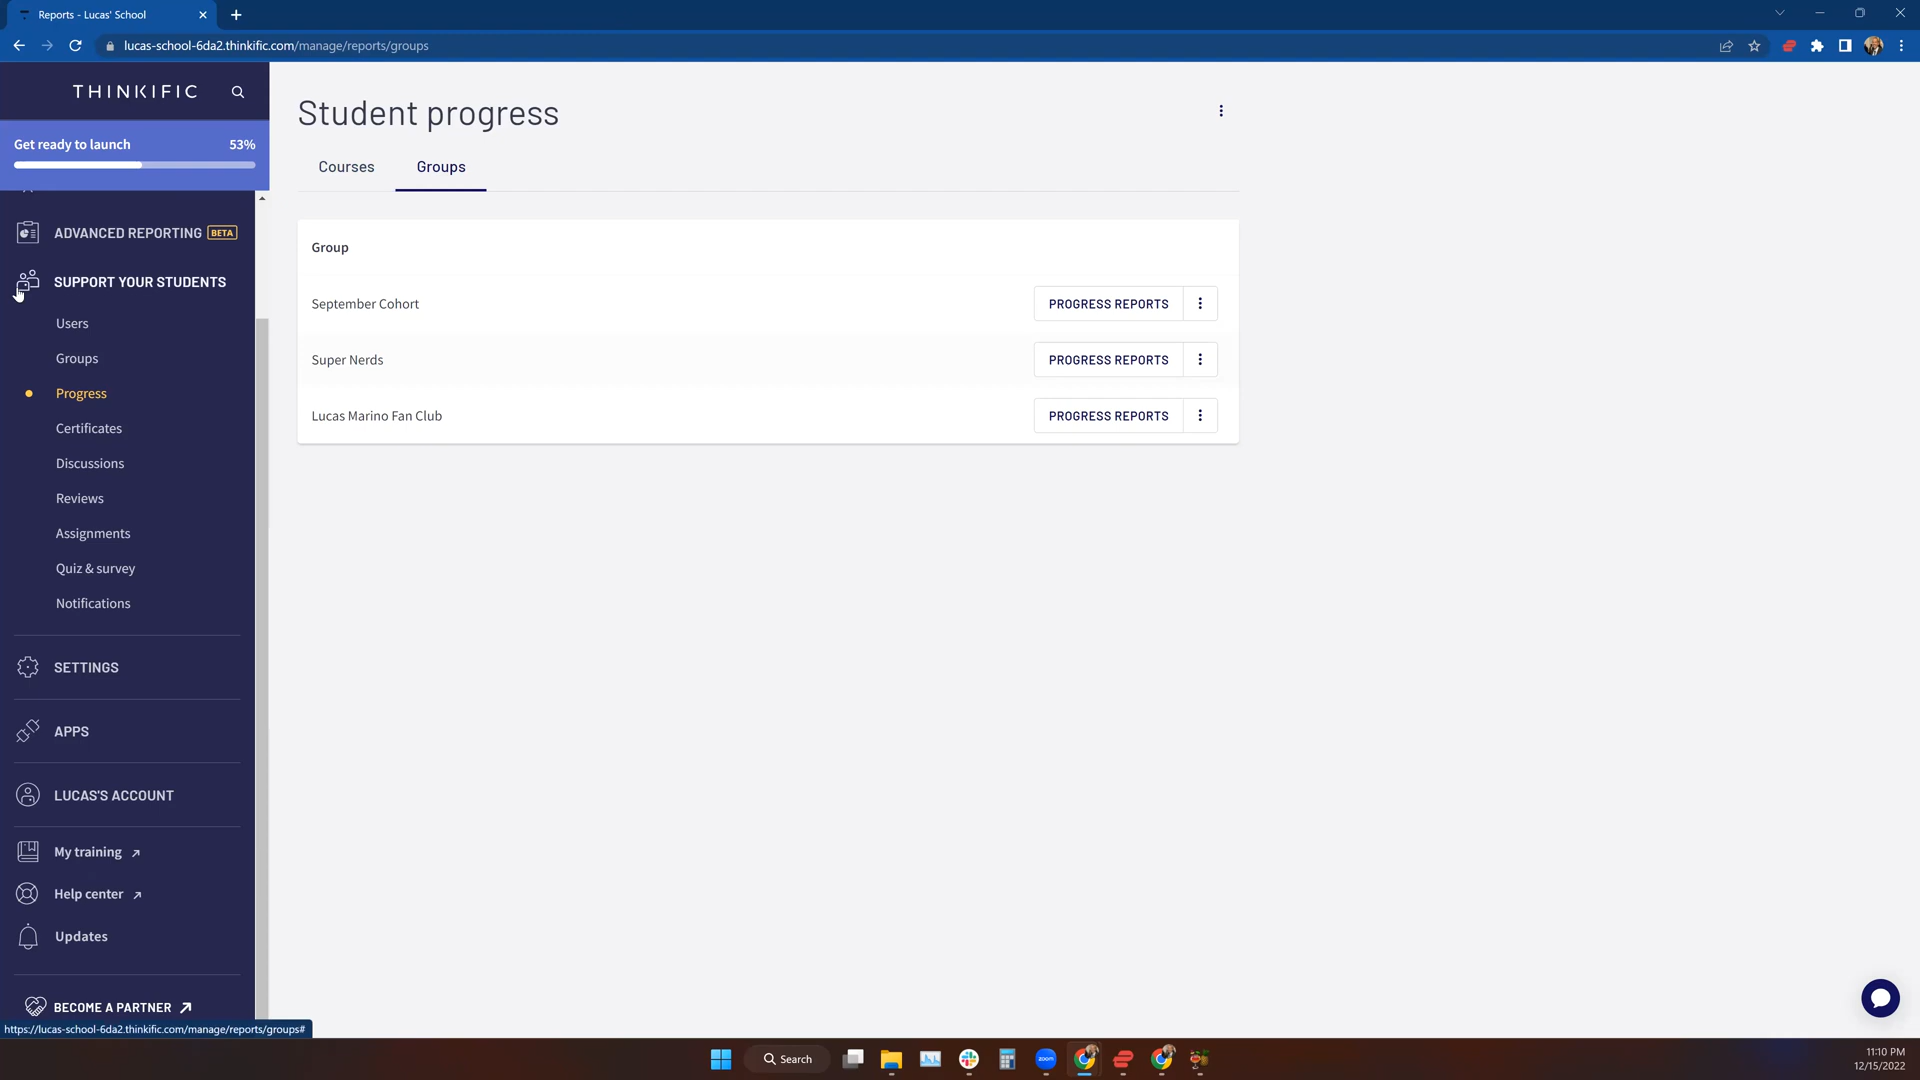 Reports - Lucas' School
lucas-school-6da2.thinkific.com/manage/reports/groups
THINKIFIC
Get ready to launch 53%
ADVANCED REPORTING BETA
SUPPORT YOUR STUDENTS
Users
Groups
Progress
Certificates
Discussions
Reviews
Assignments
Quiz & survey
Notifications
SETTINGS
APPS
LUCAS'S ACCOUNT
My training
Help center
Updates
BECOME A PARTNER
https://lucas-school-6da2.thinkific.com/manage/reports/groups#
Student progress
Courses Groups
Group
September Cohort PROGRESS REPORTS
Super Nerds PROGRESS REPORTS
Lucas Marino Fan Club PROGRESS REPORTS
Search
zoom
11:10 PM
12/15/2022